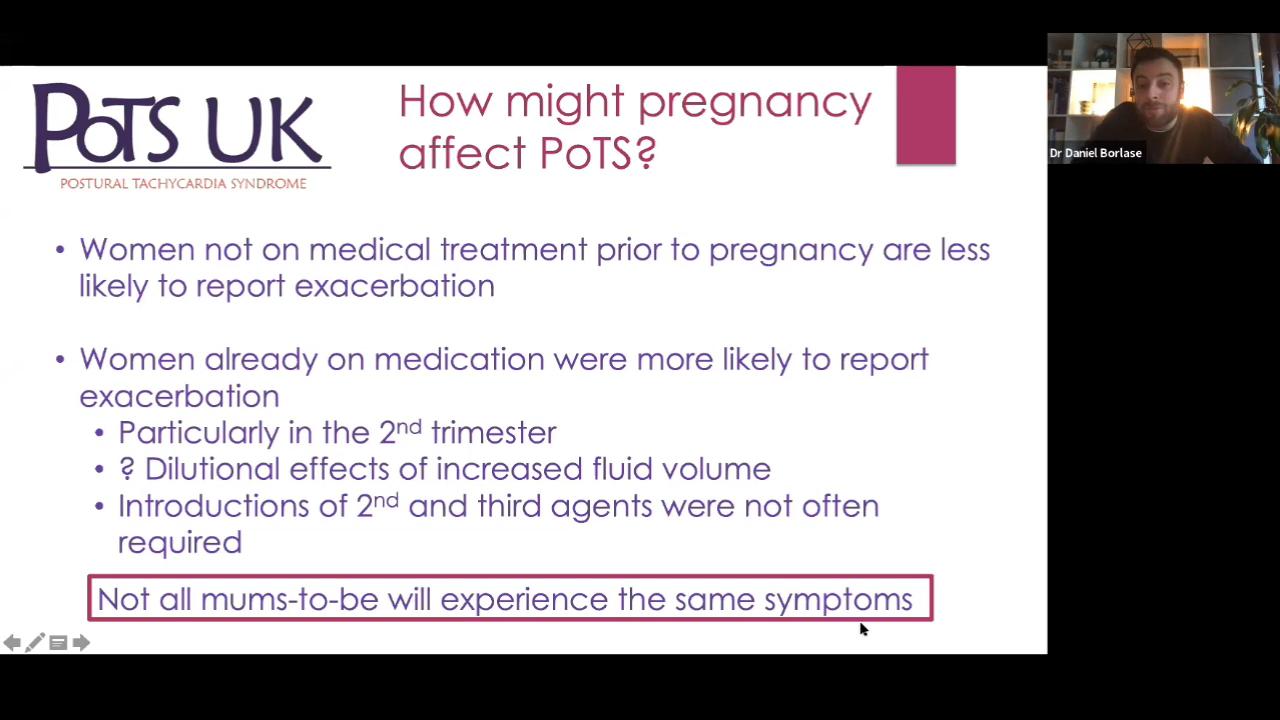 PoTS UK
POSTURAL TACHYCARDIA SYNDROME
How might pregnancy
affect PoTS?
Dr Daniel Borlase
• Women not on medical treatment prior to pregnancy are less
likely to report exacerbation
• Women already on medication were more likely to report
exacerbation
• Particularly in the 2nd trimester
• ? Dilutional effects of increased fluid volume
• Introductions of 2nd and third agents were not often
required
Not all mums-to-be will experience the same symptoms